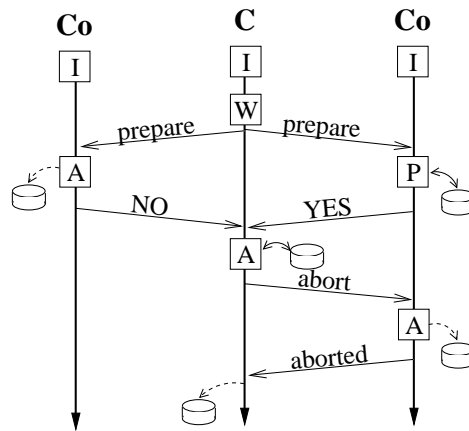 Co C Co
I I I
W
prepare prepare
A P
NO YES
A
abort
A
aborted